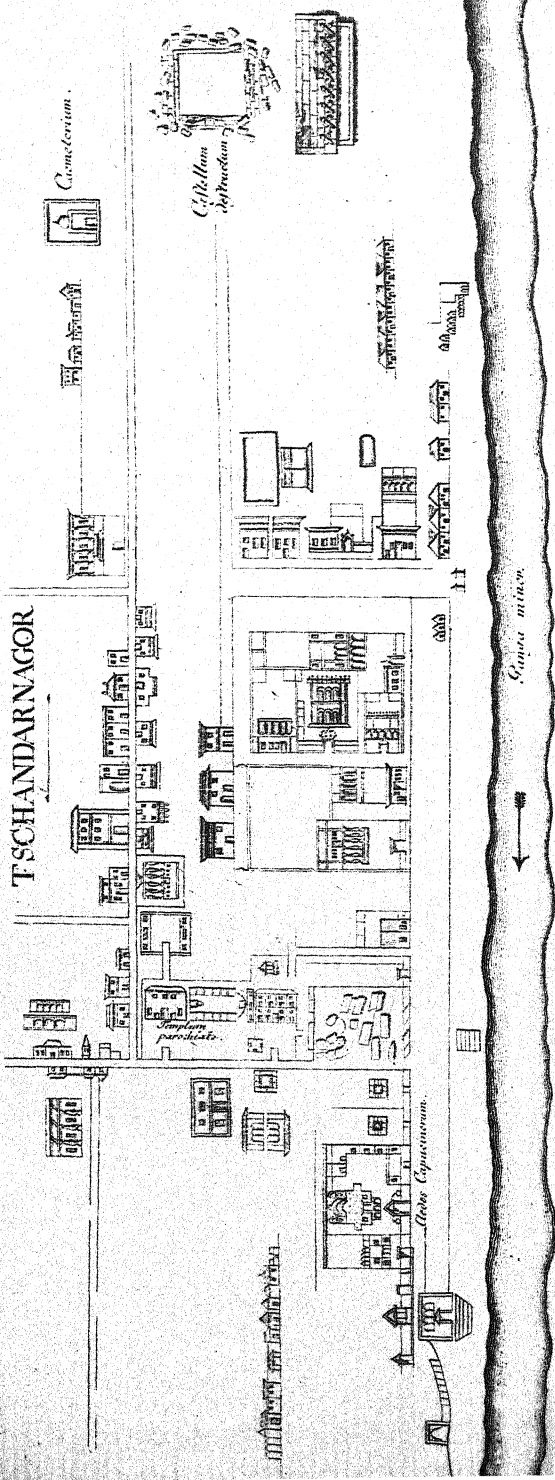 TSCHANDARNAGOR
Cœmeterium.
Castellum
destructum
Ganga minor.
Templum
parochiale.
Aedes Capucinorum.